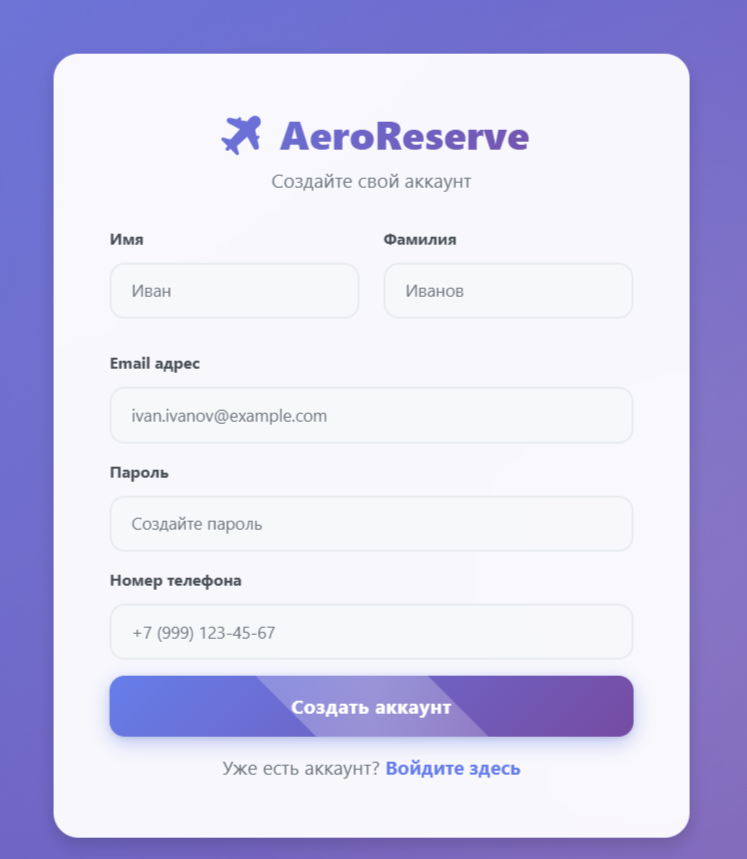 AeroReserve
Создайте свой аккаунт
Имя
Фамилия
Иван
Иванов
Email адрес
ivan.ivanov@example.com
Пароль
Создайте пароль
Номер телефона
+7 (999) 123-45-67
Создать аккаунт
Уже есть аккаунт? Войдите здесь